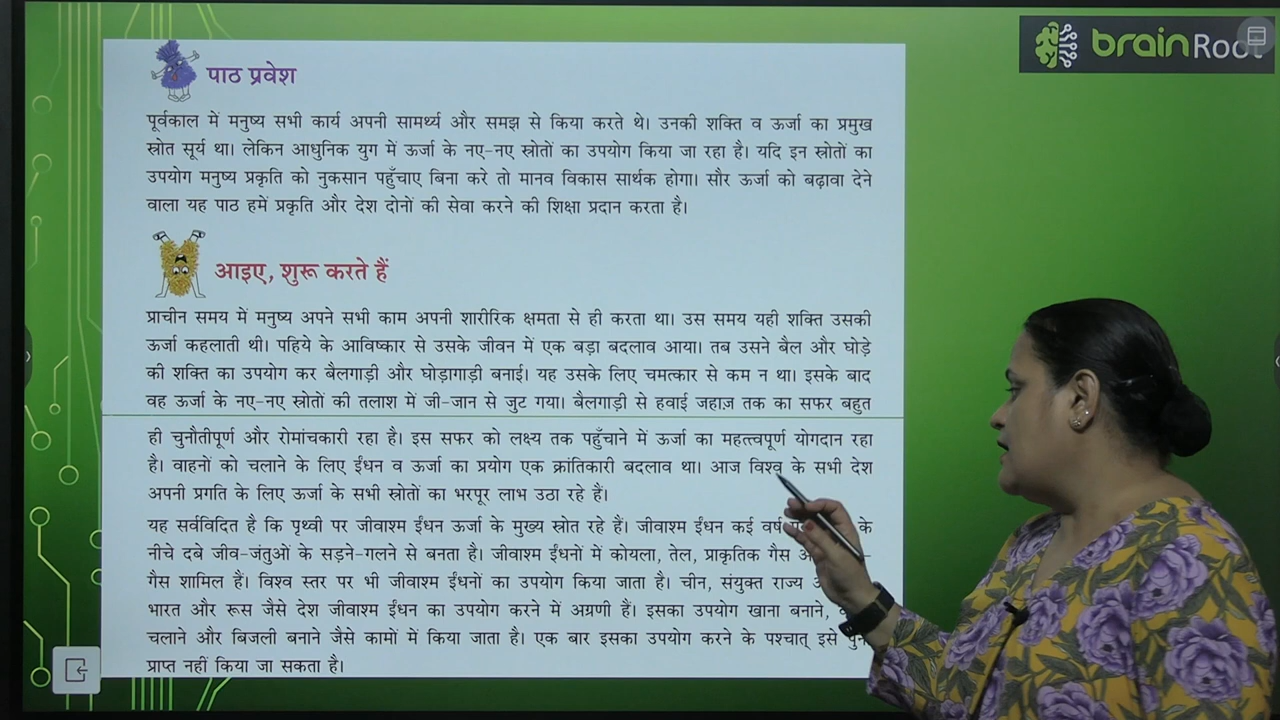 brainRoot
पाठ प्रवेश
पूर्वकाल में मनुष्य सभी कार्य अपनी सामर्थ्य और समझ से किया करते थे। उनकी शक्ति व ऊर्जा का प्रमुख
स्रोत सूर्य था। लेकिन आधुनिक युग में ऊर्जा के नए-नए स्रोतों का उपयोग किया जा रहा है। यदि इन स्रोतों का
उपयोग मनुष्य प्रकृति को नुकसान पहुँचाए बिना करे तो मानव विकास सार्थक होगा। सौर ऊर्जा को बढ़ावा देने
वाला यह पाठ हमें प्रकृति और देश दोनों की सेवा करने की शिक्षा प्रदान करता है।
आइए, शुरू करते हैं
प्राचीन समय में मनुष्य अपने सभी काम अपनी शारीरिक क्षमता से ही करता था। उस समय यही शक्ति उसकी
ऊर्जा कहलाती थी। पहिये के आविष्कार से उसके जीवन में एक बड़ा बदलाव आया। तब उसने बैल और घोड़े
की शक्ति का उपयोग कर बैलगाड़ी और घोड़ागाड़ी बनाई। यह उसके लिए चमत्कार से कम न था। इसके बाद
वह ऊर्जा के नए-नए स्रोतों की तलाश में जी-जान से जुट गया। बैलगाड़ी से हवाई जहाज़ तक का सफर बहुत
ही चुनौतीपूर्ण और रोमांचकारी रहा है। इस सफर को लक्ष्य तक पहुँचाने में ऊर्जा का महत्त्वपूर्ण योगदान रहा
है। वाहनों को चलाने के लिए ईंधन व ऊर्जा का प्रयोग एक क्रांतिकारी बदलाव था। आज विश्व के सभी देश
अपनी प्रगति के लिए ऊर्जा के सभी स्रोतों का भरपूर लाभ उठा रहे हैं।
यह सर्वविदित है कि पृथ्वी पर जीवाश्म ईंधन ऊर्जा के मुख्य स्रोत रहे हैं। जीवाश्म ईंधन कई वर्ष के
नीचे दबे जीव-जंतुओं के सड़ने-गलने से बनता है। जीवाश्म ईंधनों में कोयला, तेल, प्राकृतिक गैस
गैस शामिल हैं। विश्व स्तर पर भी जीवाश्म ईंधनों का उपयोग किया जाता है। चीन, संयुक्त राज्य
भारत और रूस जैसे देश जीवाश्म ईंधन का उपयोग करने में अग्रणी हैं। इसका उपयोग खाना बनाने,
चलाने और बिजली बनाने जैसे कामों में किया जाता है। एक बार इसका उपयोग करने के पश्चात् इसे
प्राप्त नहीं किया जा सकता है।